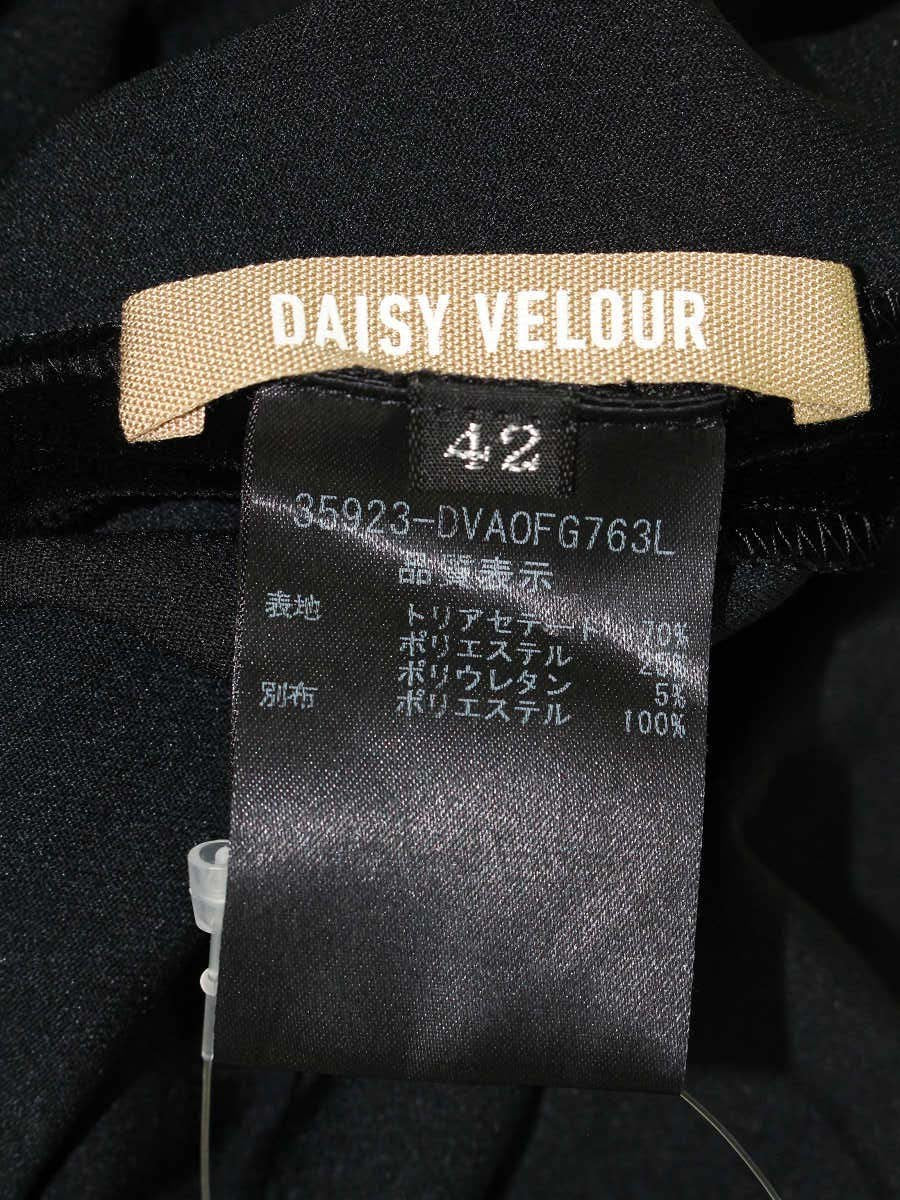 DAISY VELOUR
42
35923-DVA0FG763L
品質表示
表地 トリアセテート 70%
ポリエステル 25%
ポリウレタン 5%
別布 ポリエステル 100%